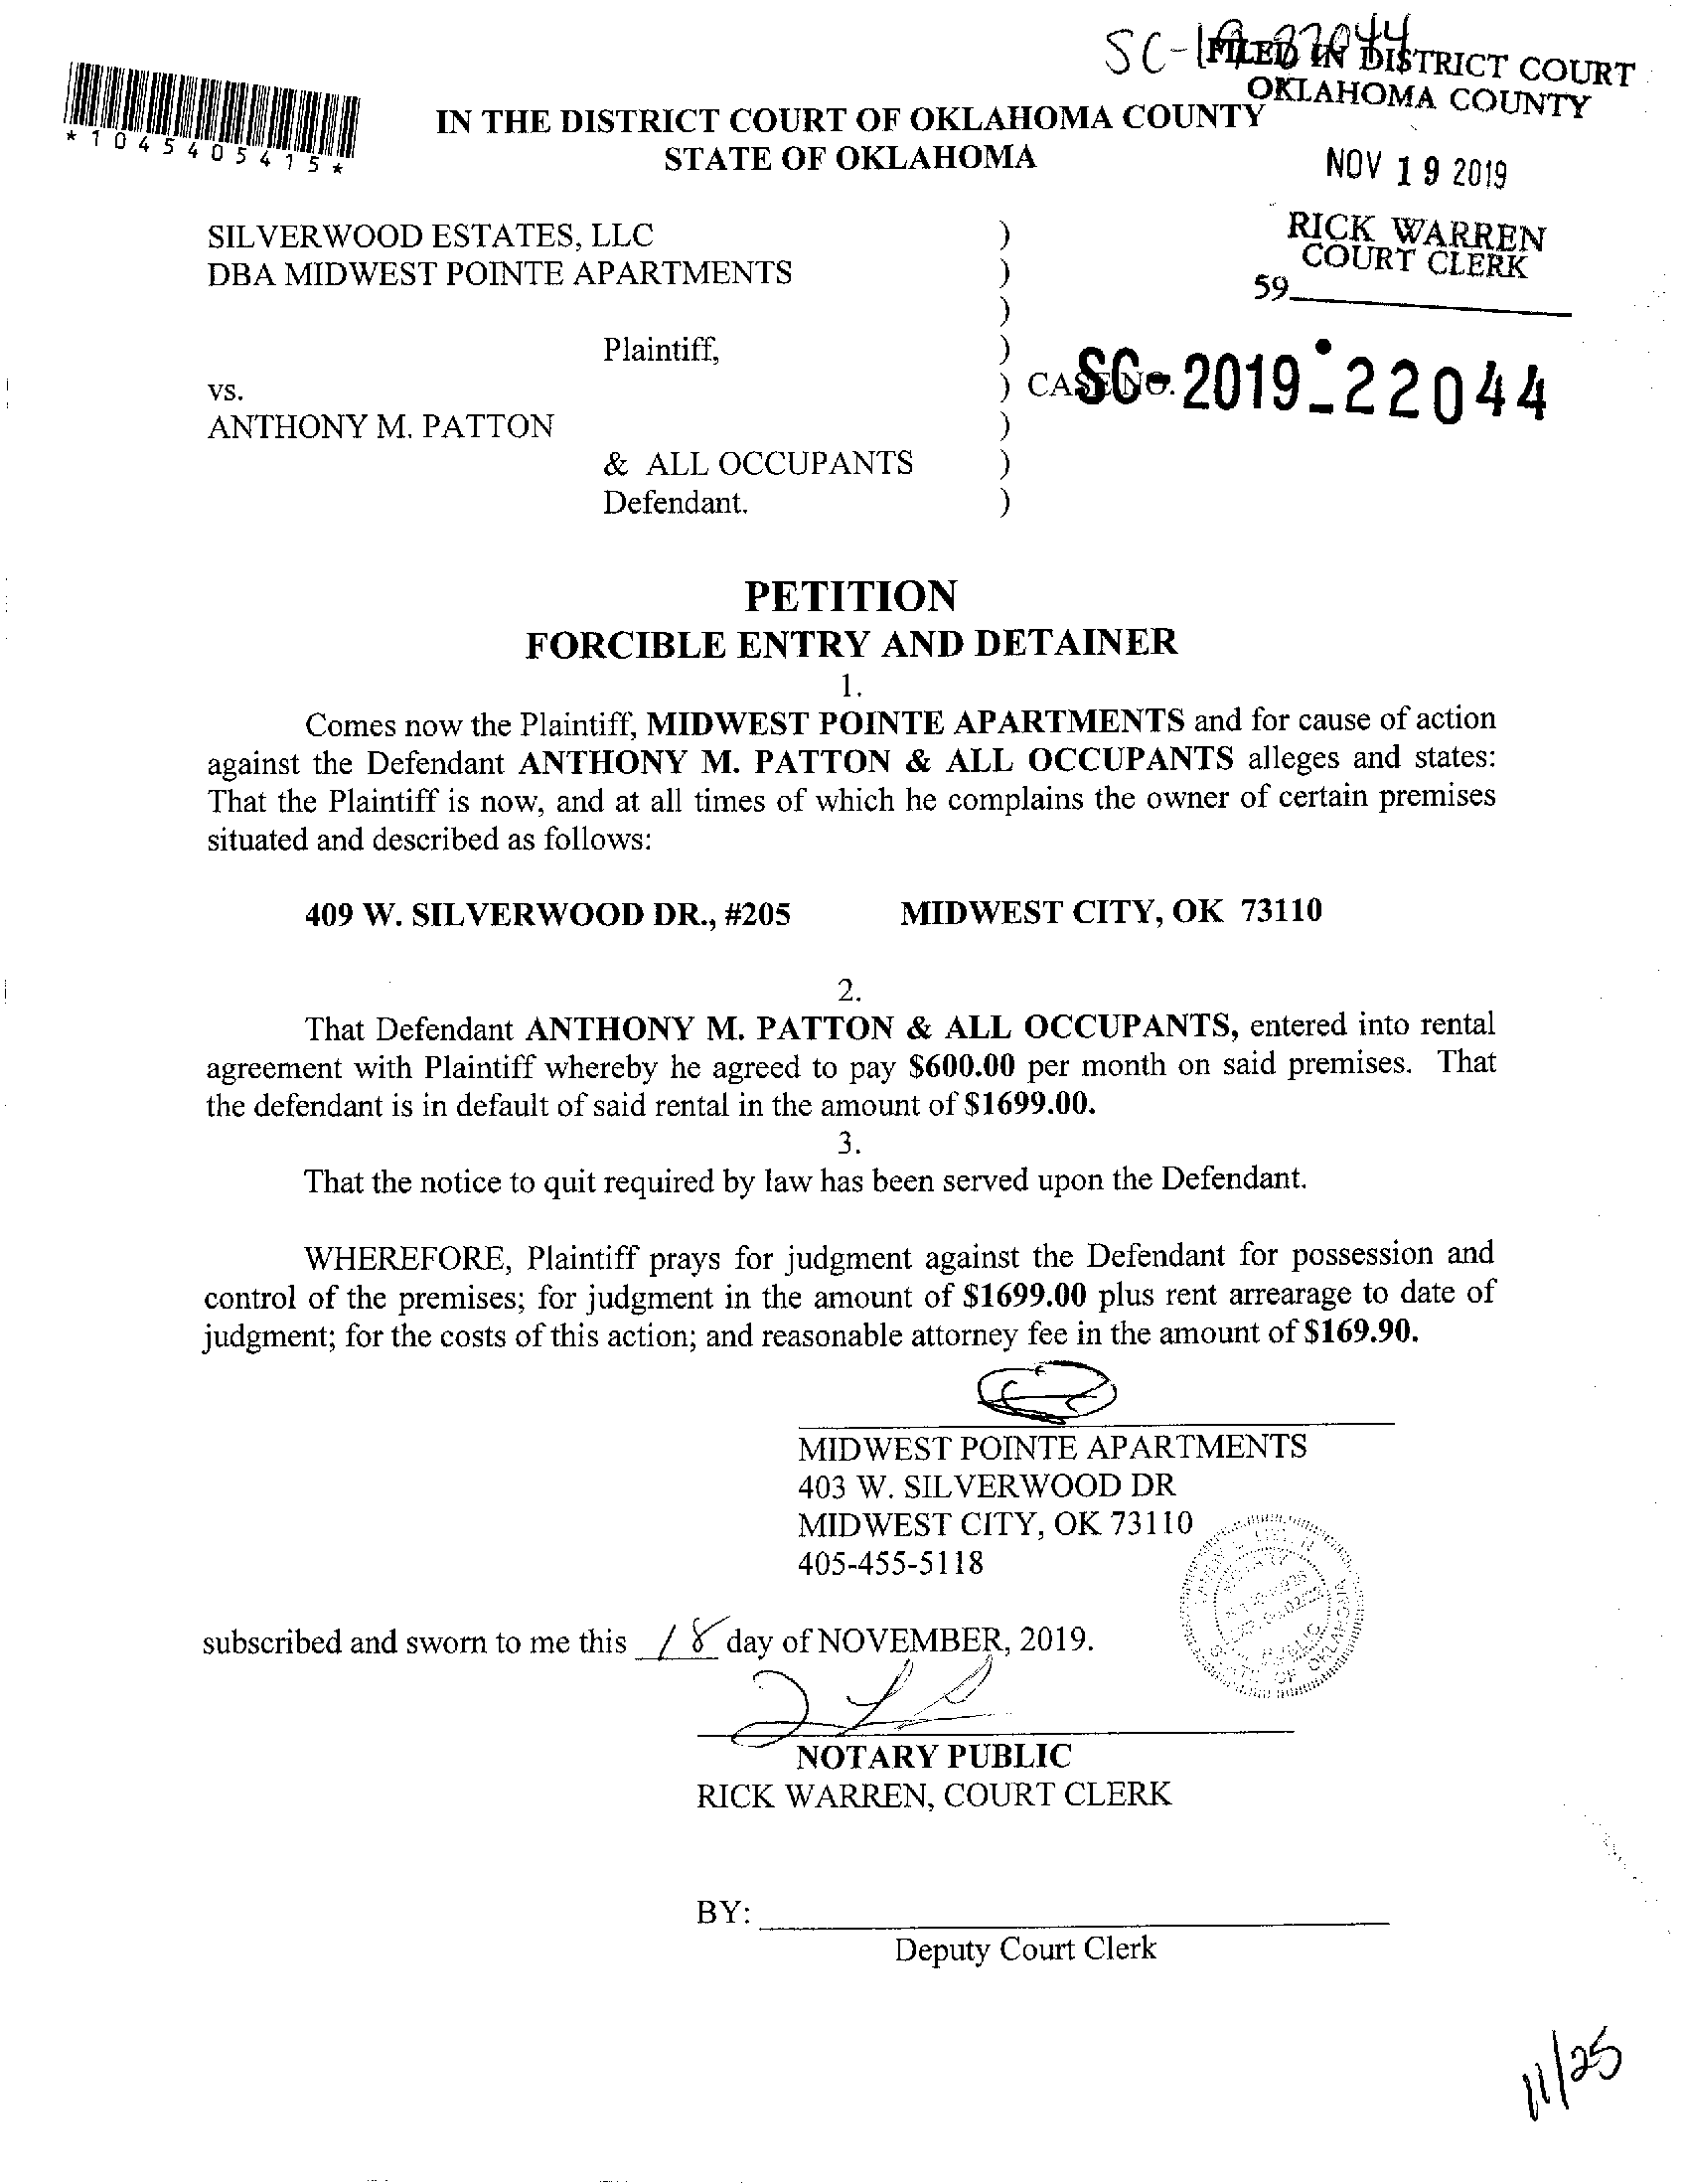 SC-19-22044
FILED IN DISTRICT COURT
OKLAHOMA COUNTY
*1045405415*
IN THE DISTRICT COURT OF OKLAHOMA COUNTY
STATE OF OKLAHOMA
NOV 19 2019
RICK WARREN
COURT CLERK
59
SILVERWOOD ESTATES, LLC )
DBA MIDWEST POINTE APARTMENTS )
)
Plaintiff, )
vs. ) CASE NO. SC-2019-22044
ANTHONY M. PATTON )
& ALL OCCUPANTS )
Defendant. )
PETITION
FORCIBLE ENTRY AND DETAINER
1.
Comes now the Plaintiff, MIDWEST POINTE APARTMENTS and for cause of action
against the Defendant ANTHONY M. PATTON & ALL OCCUPANTS alleges and states:
That the Plaintiff is now, and at all times of which he complains the owner of certain premises
situated and described as follows:
409 W. SILVERWOOD DR., #205 MIDWEST CITY, OK 73110
2.
That Defendant ANTHONY M. PATTON & ALL OCCUPANTS, entered into rental
agreement with Plaintiff whereby he agreed to pay $600.00 per month on said premises. That
the defendant is in default of said rental in the amount of $1699.00.
3.
That the notice to quit required by law has been served upon the Defendant.
WHEREFORE, Plaintiff prays for judgment against the Defendant for possession and
control of the premises; for judgment in the amount of $1699.00 plus rent arrearage to date of
judgment; for the costs of this action; and reasonable attorney fee in the amount of $169.90.
MIDWEST POINTE APARTMENTS
403 W. SILVERWOOD DR
MIDWEST CITY, OK 73110
405-455-5118
NOTARY
PUBLIC
OF OKLAHOMA
subscribed and sworn to me this 18 day of NOVEMBER, 2019.
NOTARY PUBLIC
RICK WARREN, COURT CLERK
BY:
Deputy Court Clerk
11/25